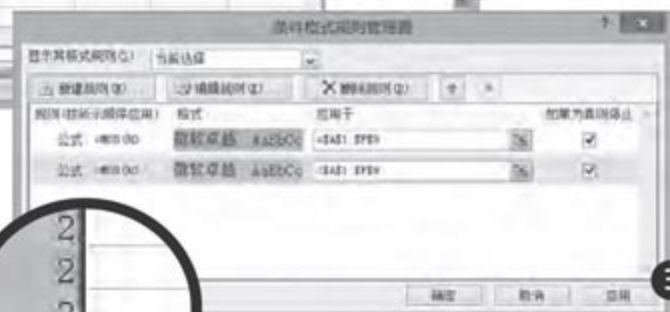 条件格式规则管理器
显示其格式规则(S): 当前选择
新建规则(N)... 编辑规则(E)... 删除规则(D)
规则(按所示顺序应用) 格式 应用于 如果为真则停止
公式: 微软卓越 AaBbCc
公式: 微软卓越 AaBbCc
确定 取消 应用
2
2
2
3